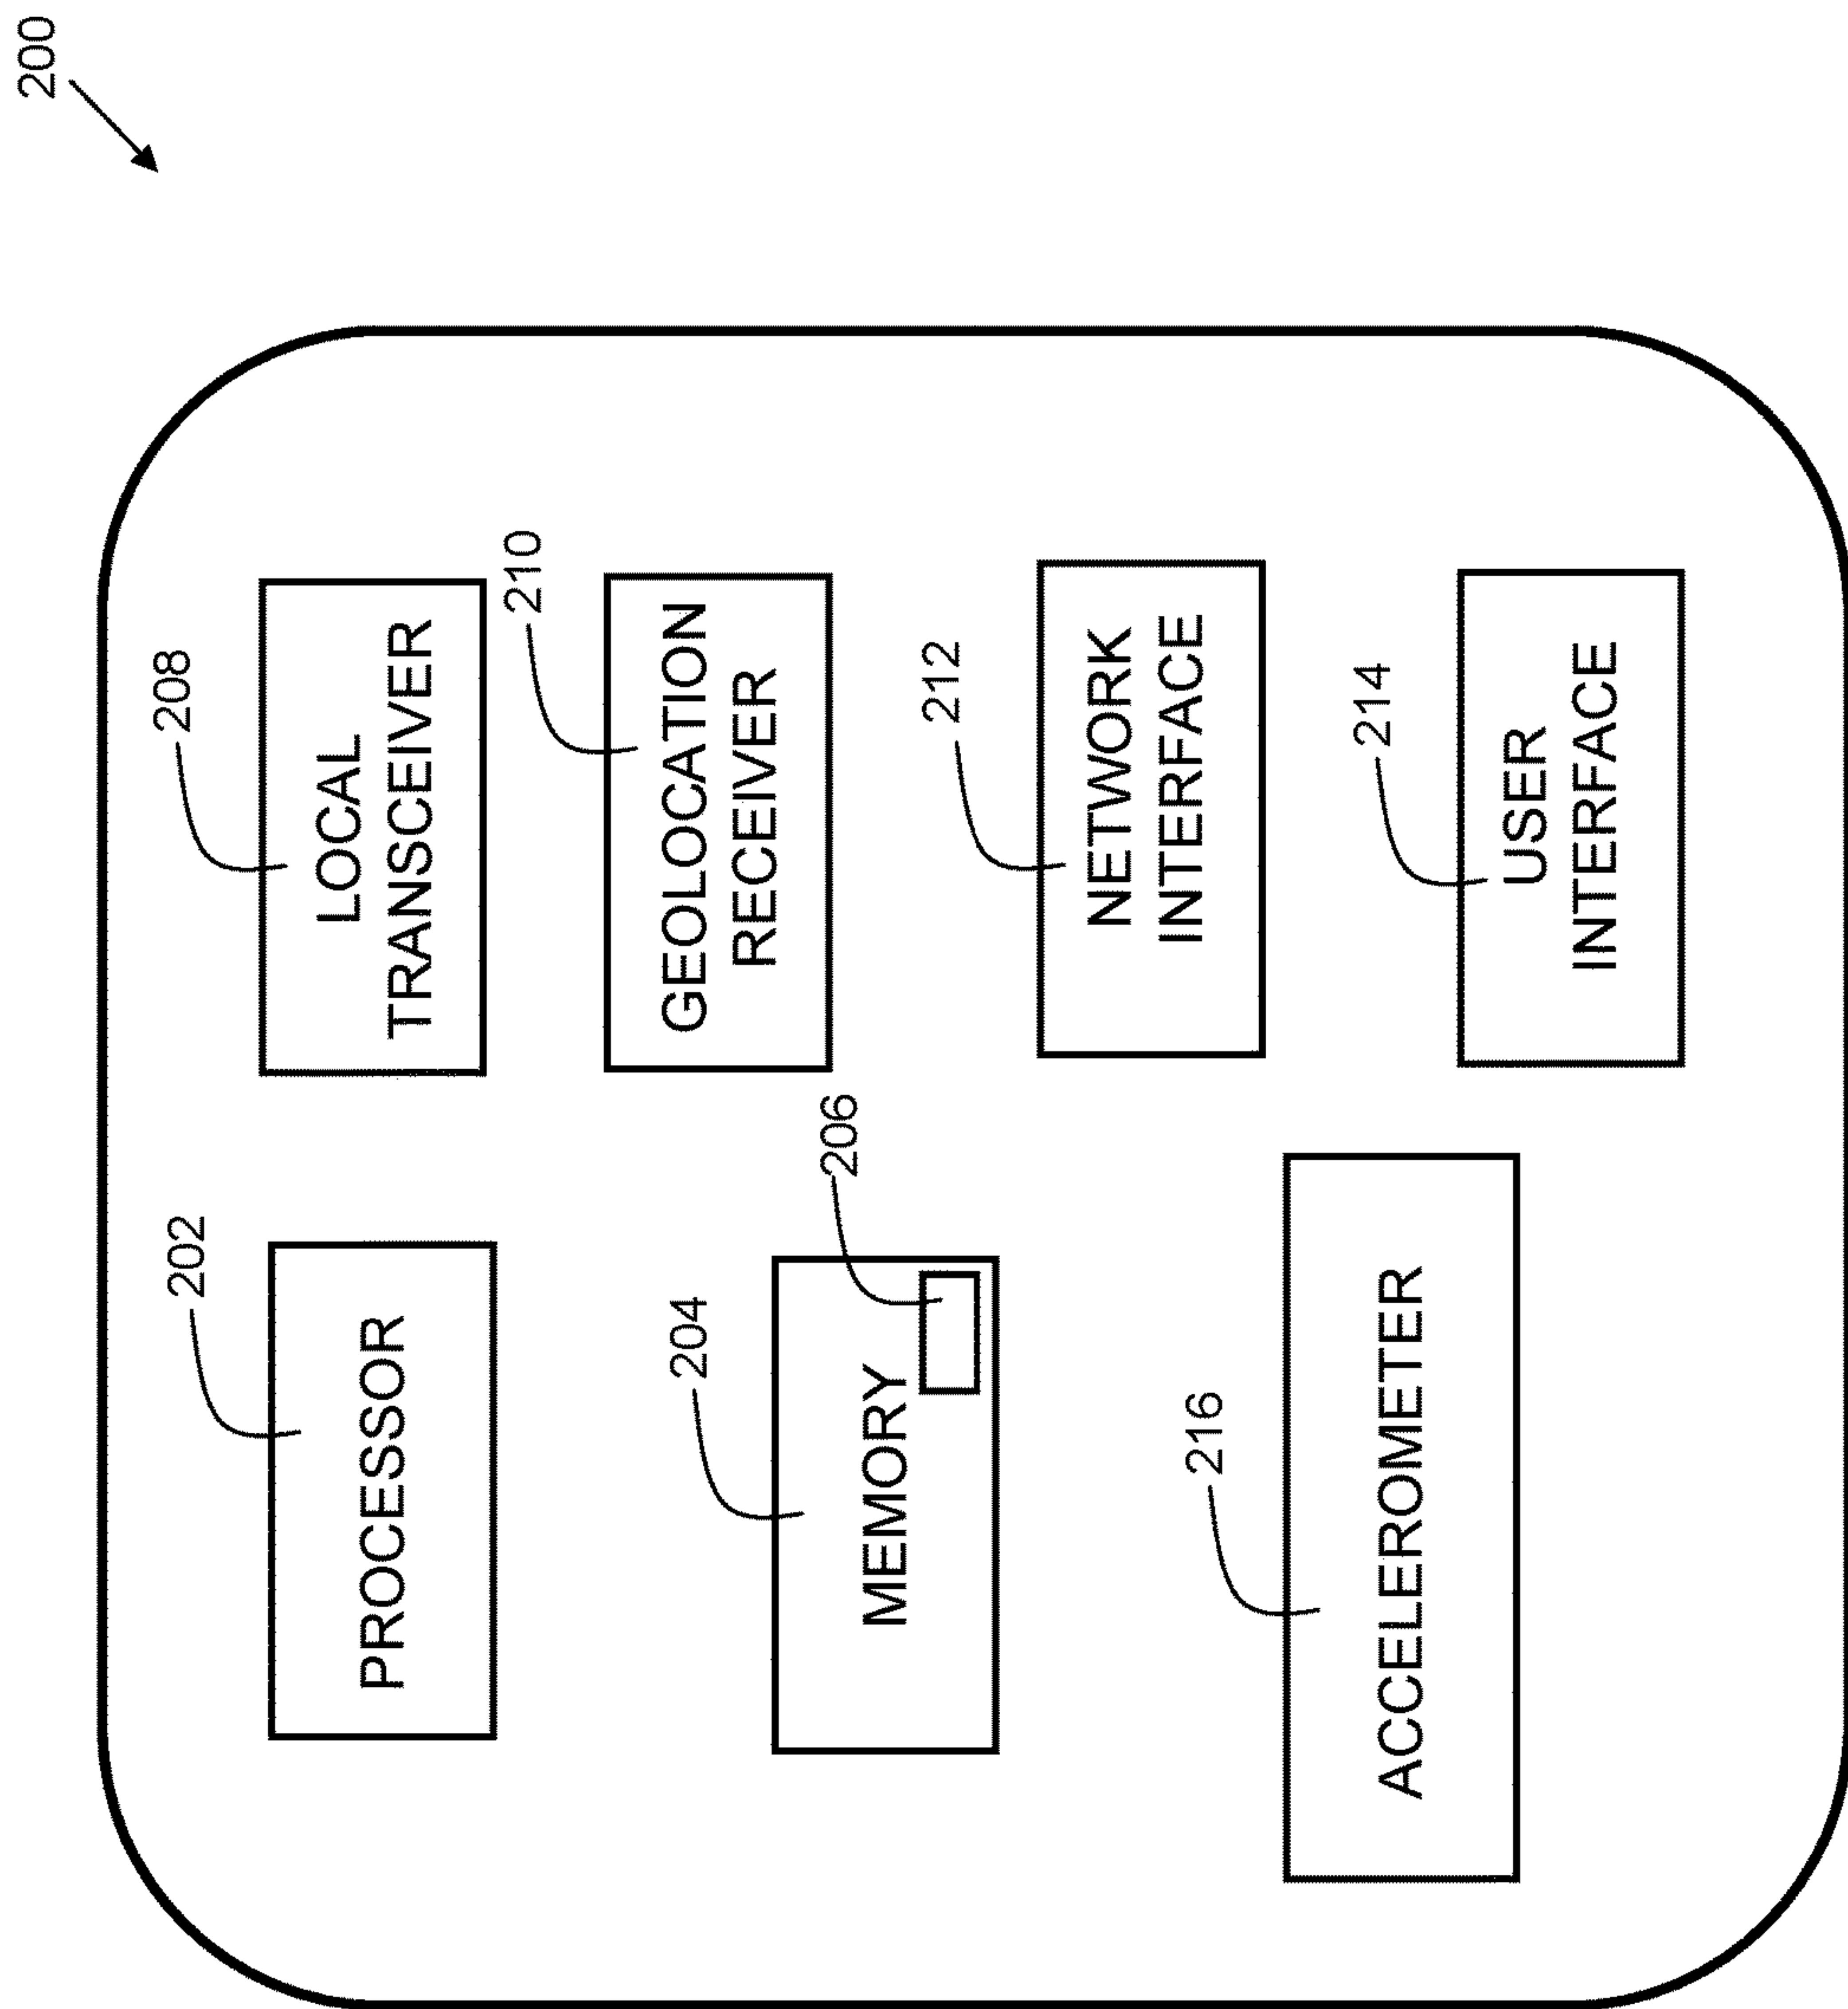 200
202
PROCESSOR
208
LOCAL
TRANSCEIVER
210
GEOLOCATION
RECEIVER
204
MEMORY
206
212
NETWORK
INTERFACE
216
ACCELEROMETER
214
USER
INTERFACE